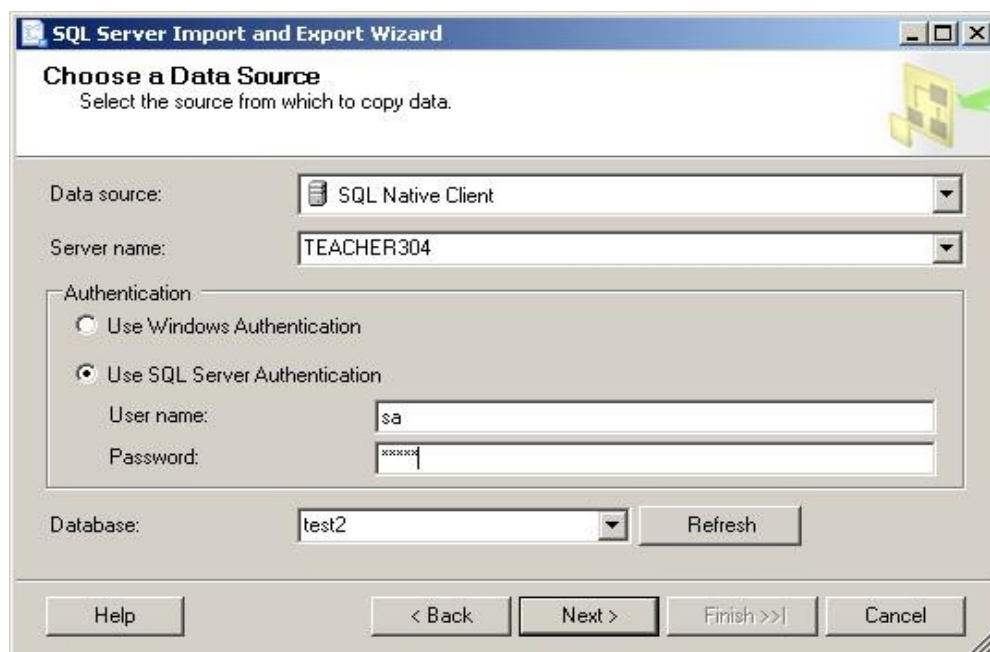 SQL Server Import and Export Wizard
Choose a Data Source
Select the source from which to copy data.
Data source: SQL Native Client
Server name: TEACHER304
Authentication
Use Windows Authentication
Use SQL Server Authentication
User name: sa
Password: *****
Database: test2 Refresh
Help < Back Next > Finish >>| Cancel